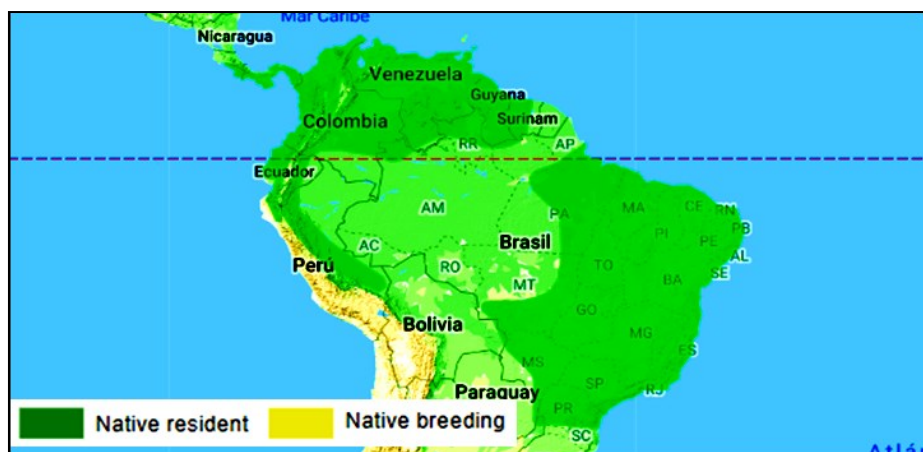 Mar Caribe
Nicaragua
Venezuela
Guyana
Surinam
Colombia
RR
AP
Ecuador
AM
PA
MA
CE
RN
PB
PI
PE
AL
AC
Brasil
SE
Perú
RO
TO
BA
MT
GO
Bolivia
MG
ES
MS
Paraguay
SP
RJ
PR
SC
Native resident
Native breeding